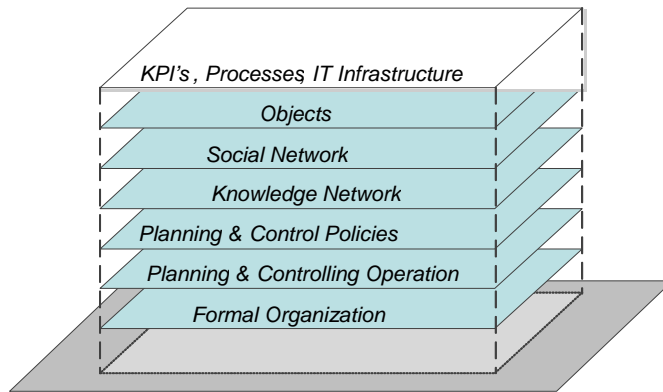 KPI's , Processes, IT Infrastructure
Objects
Social Network
Knowledge Network
Planning & Control Policies
Planning & Controlling Operation
Formal Organization